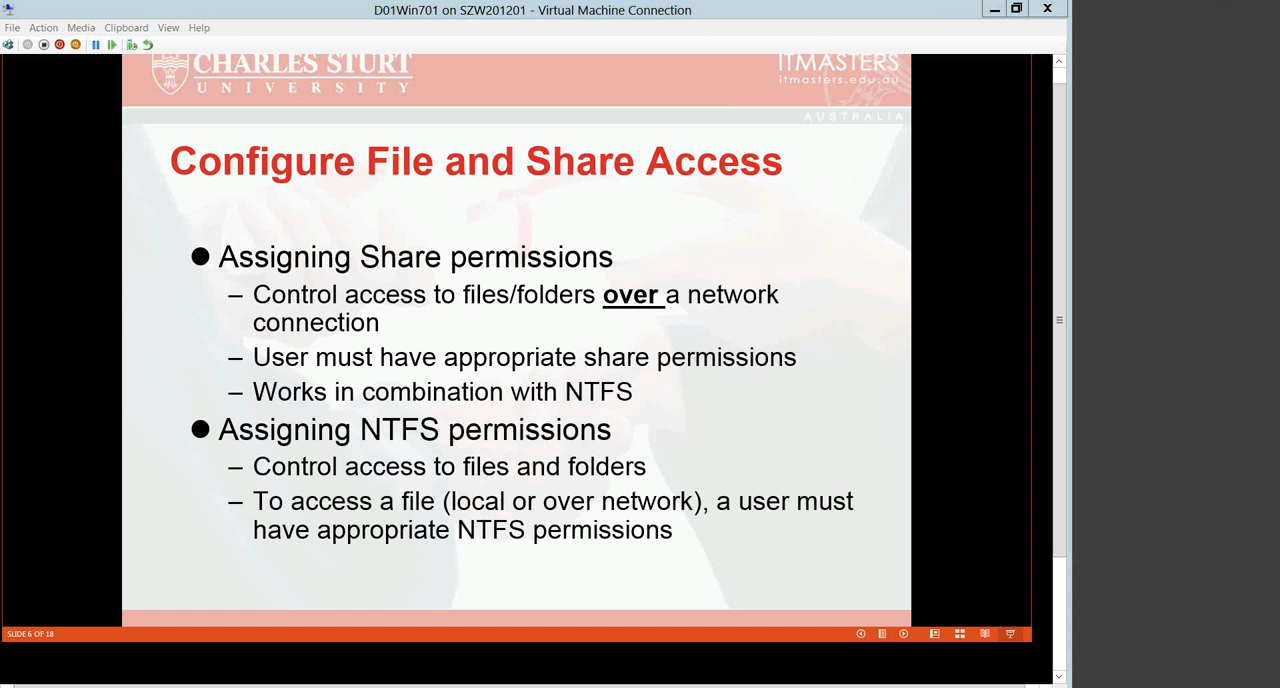 D01Win701 on SZW201201 - Virtual Machine Connection
File Action Media Clipboard View Help
CHARLES STURT
UNIVERSITY
ITMASTERS
itmasters.edu.au
AUSTRALIA
Configure File and Share Access
● Assigning Share permissions
– Control access to files/folders over a network
connection
– User must have appropriate share permissions
– Works in combination with NTFS
● Assigning NTFS permissions
– Control access to files and folders
– To access a file (local or over network), a user must
have appropriate NTFS permissions
SLIDE 6 OF 18